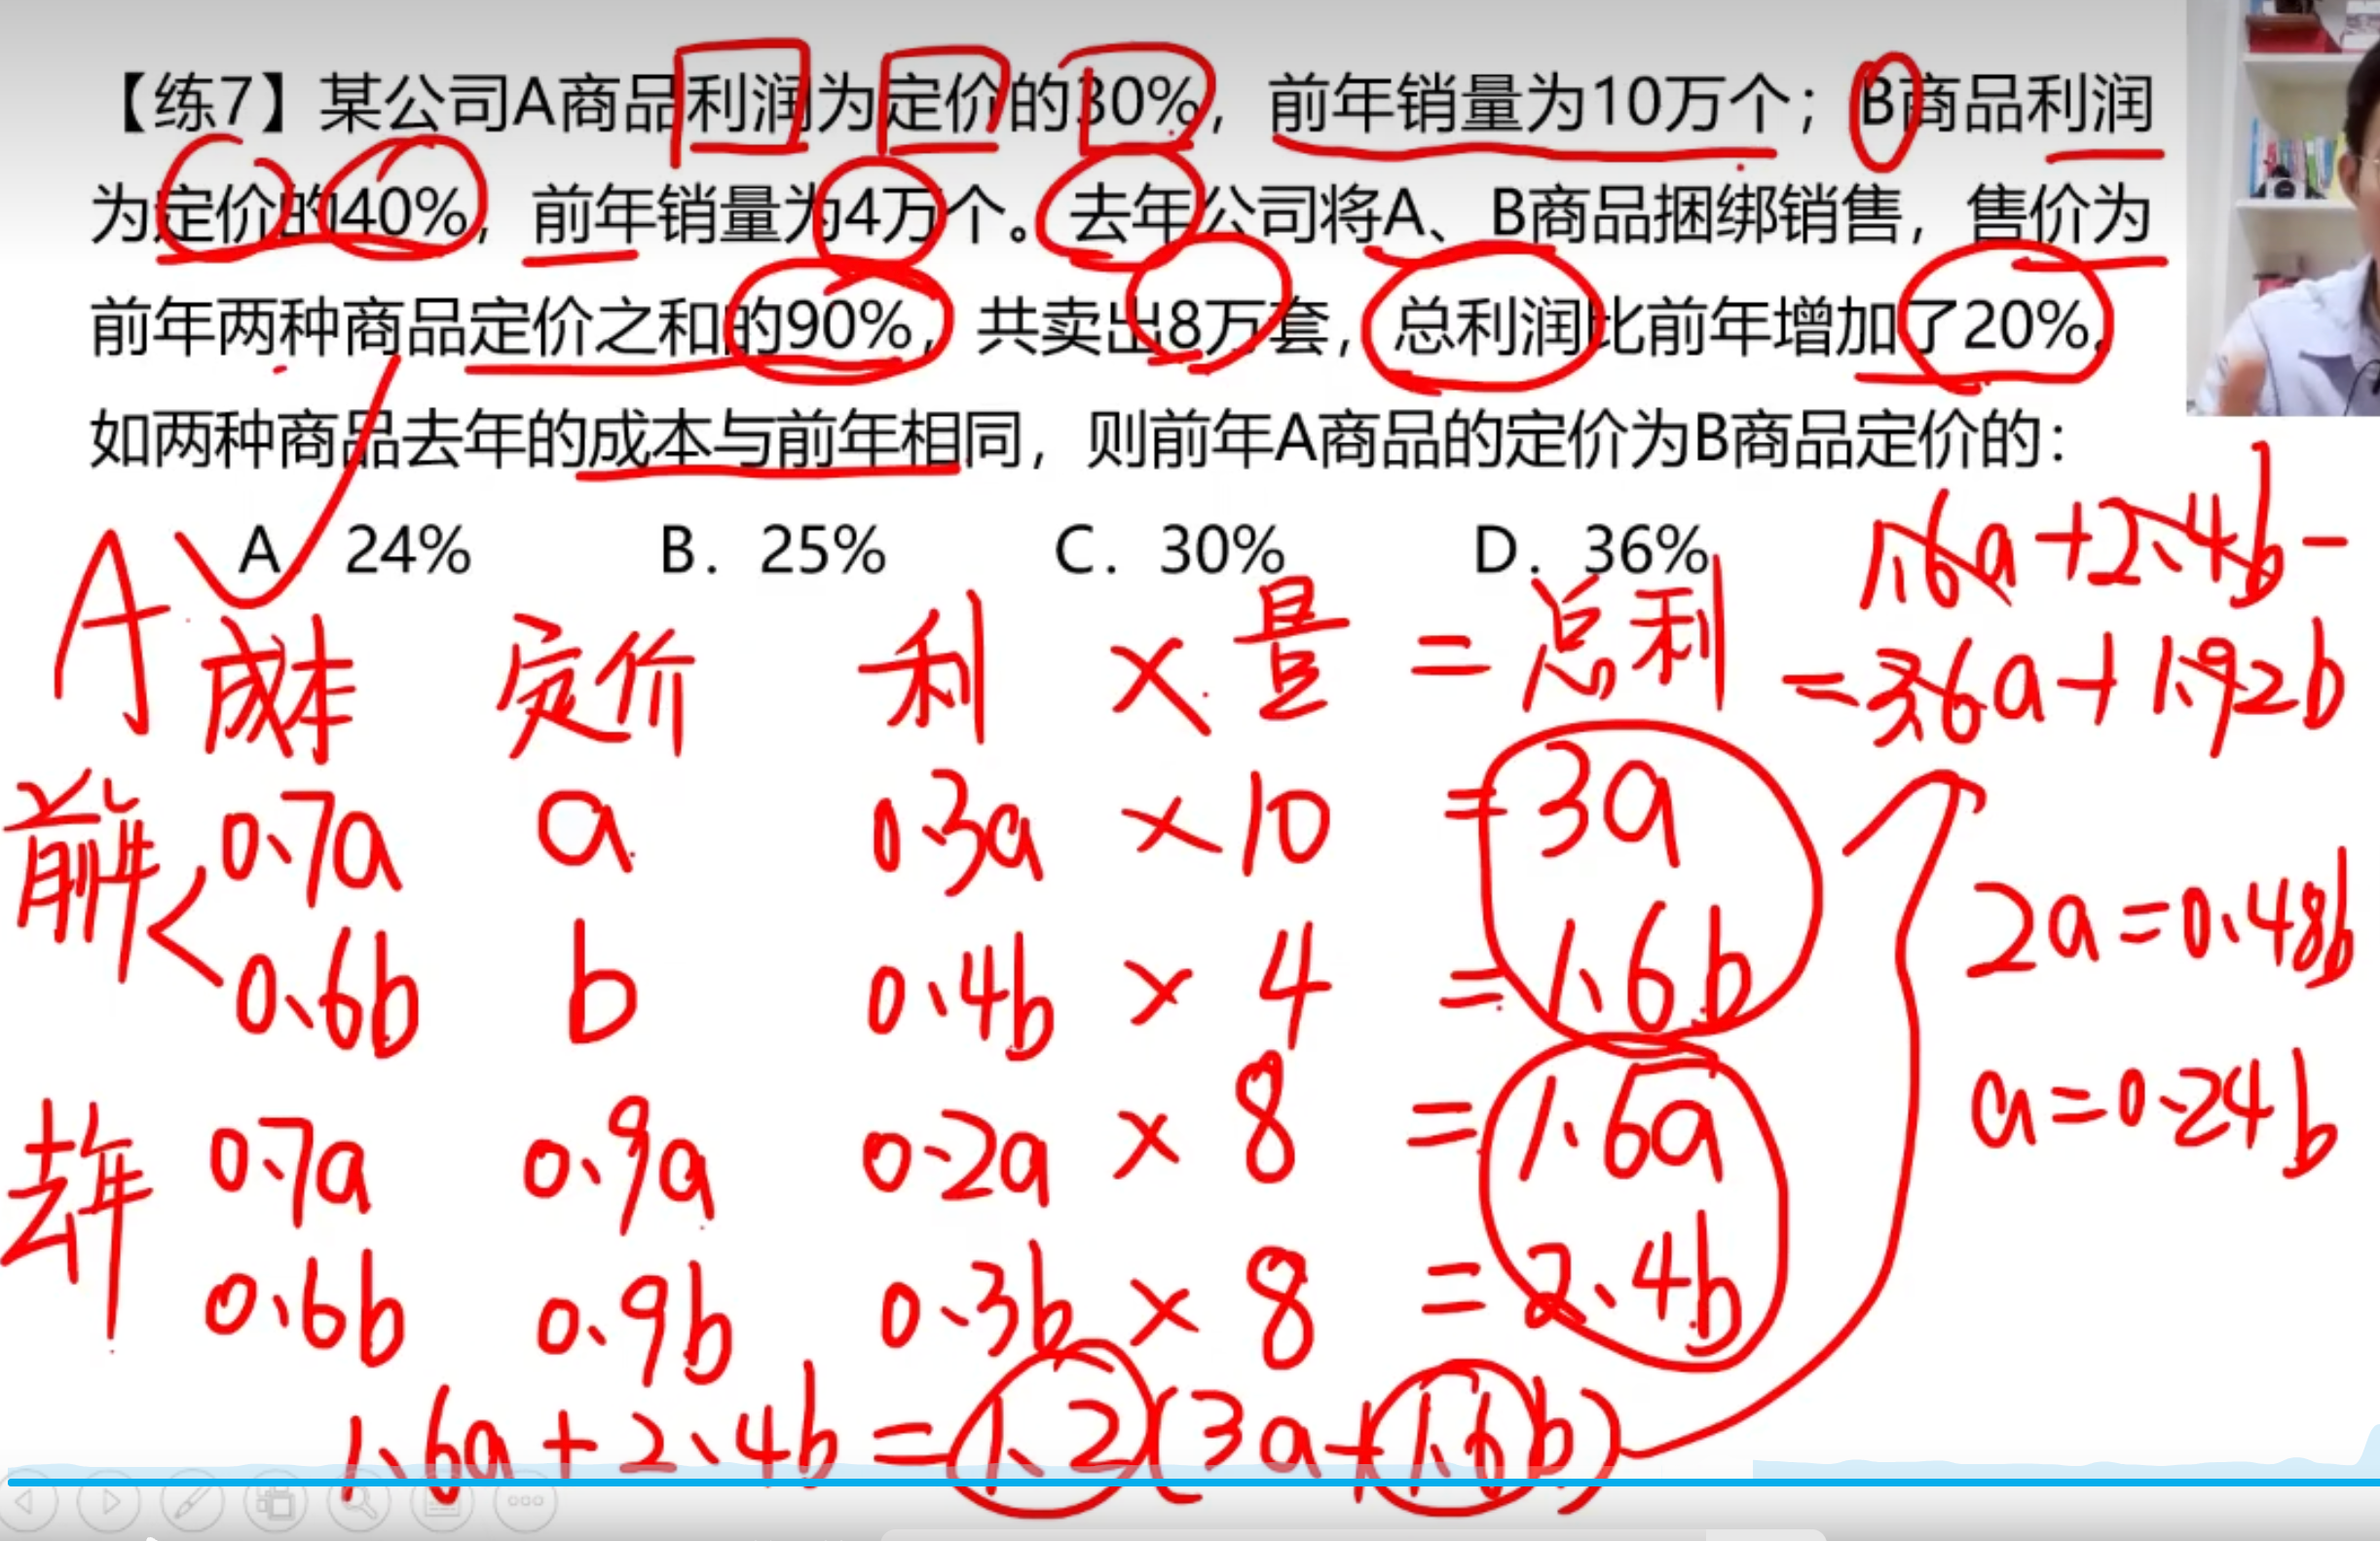 【练7】某公司A商品利润为定价的30%，前年销量为10万个；B商品利润
为定价的40%，前年销量为4万个。去年公司将A、B商品捆绑销售，售价为
前年两种商品定价之和的90%，共卖出8万套，总利润比前年增加了20%。
如两种商品去年的成本与前年相同，则前年A商品的定价为B商品定价的：
A 24% B. 25% C. 30% D. 36%
A
成本 定价 利 × 量 = 总利
前年 0.7a a 0.3a × 10 = 3a
0.6b b 0.4b × 4 = 1.6b
去年 0.7a 0.9a 0.2a × 8 = 1.6a
0.6b 0.9b 0.3b × 8 = 2.4b
1.6a+2.4b=1.2(3a+1.6b)
1.6a+2.4b-
=3.6a+1.92b
2a=0.48b
a=0.24b